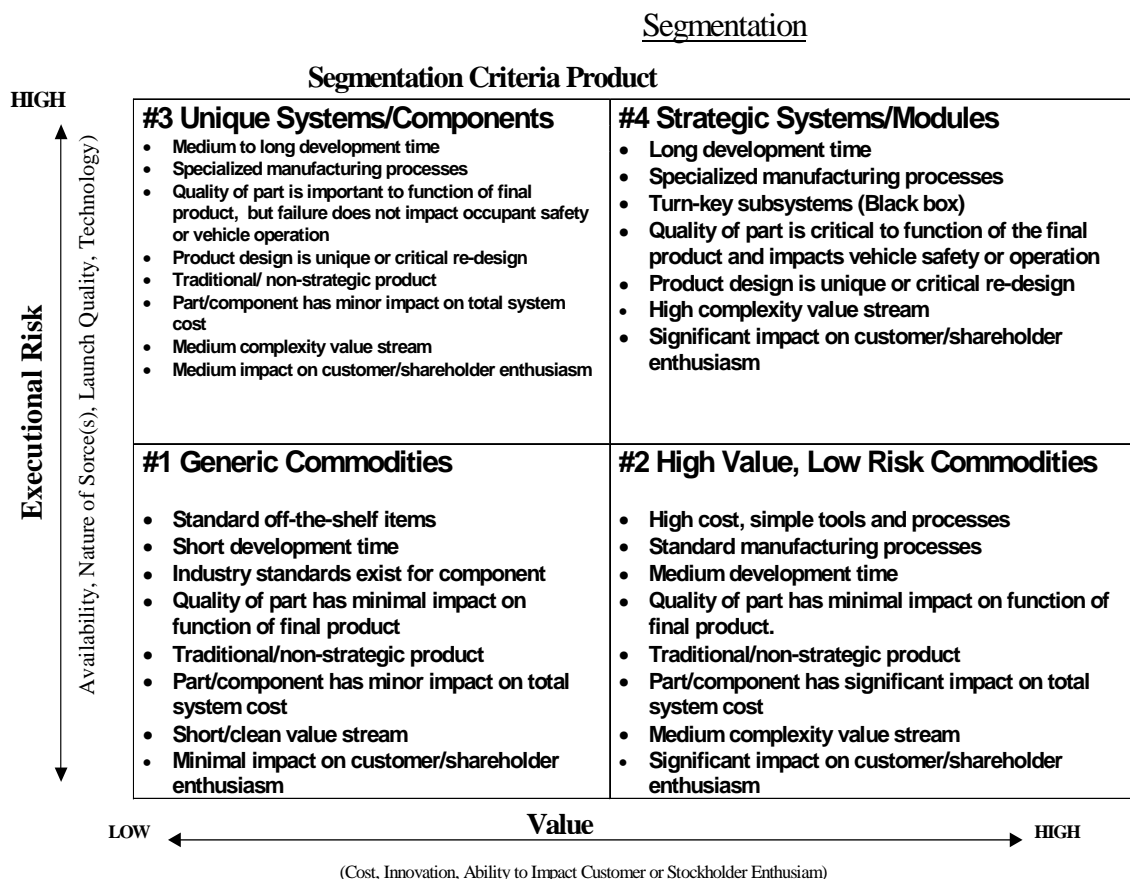 Segmentation
Segmentation Criteria Product
HIGH
#3 Unique Systems/Components
• Medium to long development time
• Specialized manufacturing processes
• Quality of part is important to function of final
product, but failure does not impact occupant safety
or vehicle operation
• Product design is unique or critical re-design
• Traditional/ non-strategic product
• Part/component has minor impact on total system
cost
• Medium complexity value stream
• Medium impact on customer/shareholder enthusiasm
#4 Strategic Systems/Modules
• Long development time
• Specialized manufacturing processes
• Turn-key subsystems (Black box)
• Quality of part is critical to function of the final
product and impacts vehicle safety or operation
• Product design is unique or critical re-design
• High complexity value stream
• Significant impact on customer/shareholder
enthusiasm
Executional Risk
Availability, Nature of Sorce(s), Launch Quality, Technology)
#1 Generic Commodities
• Standard off-the-shelf items
• Short development time
• Industry standards exist for component
• Quality of part has minimal impact on
function of final product
• Traditional/non-strategic product
• Part/component has minor impact on total
system cost
• Short/clean value stream
• Minimal impact on customer/shareholder
enthusiasm
#2 High Value, Low Risk Commodities
• High cost, simple tools and processes
• Standard manufacturing processes
• Medium development time
• Quality of part has minimal impact on function of
final product.
• Traditional/non-strategic product
• Part/component has significant impact on total
system cost
• Medium complexity value stream
• Significant impact on customer/shareholder
enthusiasm
LOW
Value
HIGH
(Cost, Innovation, Ability to Impact Customer or Stockholder Enthusiam)